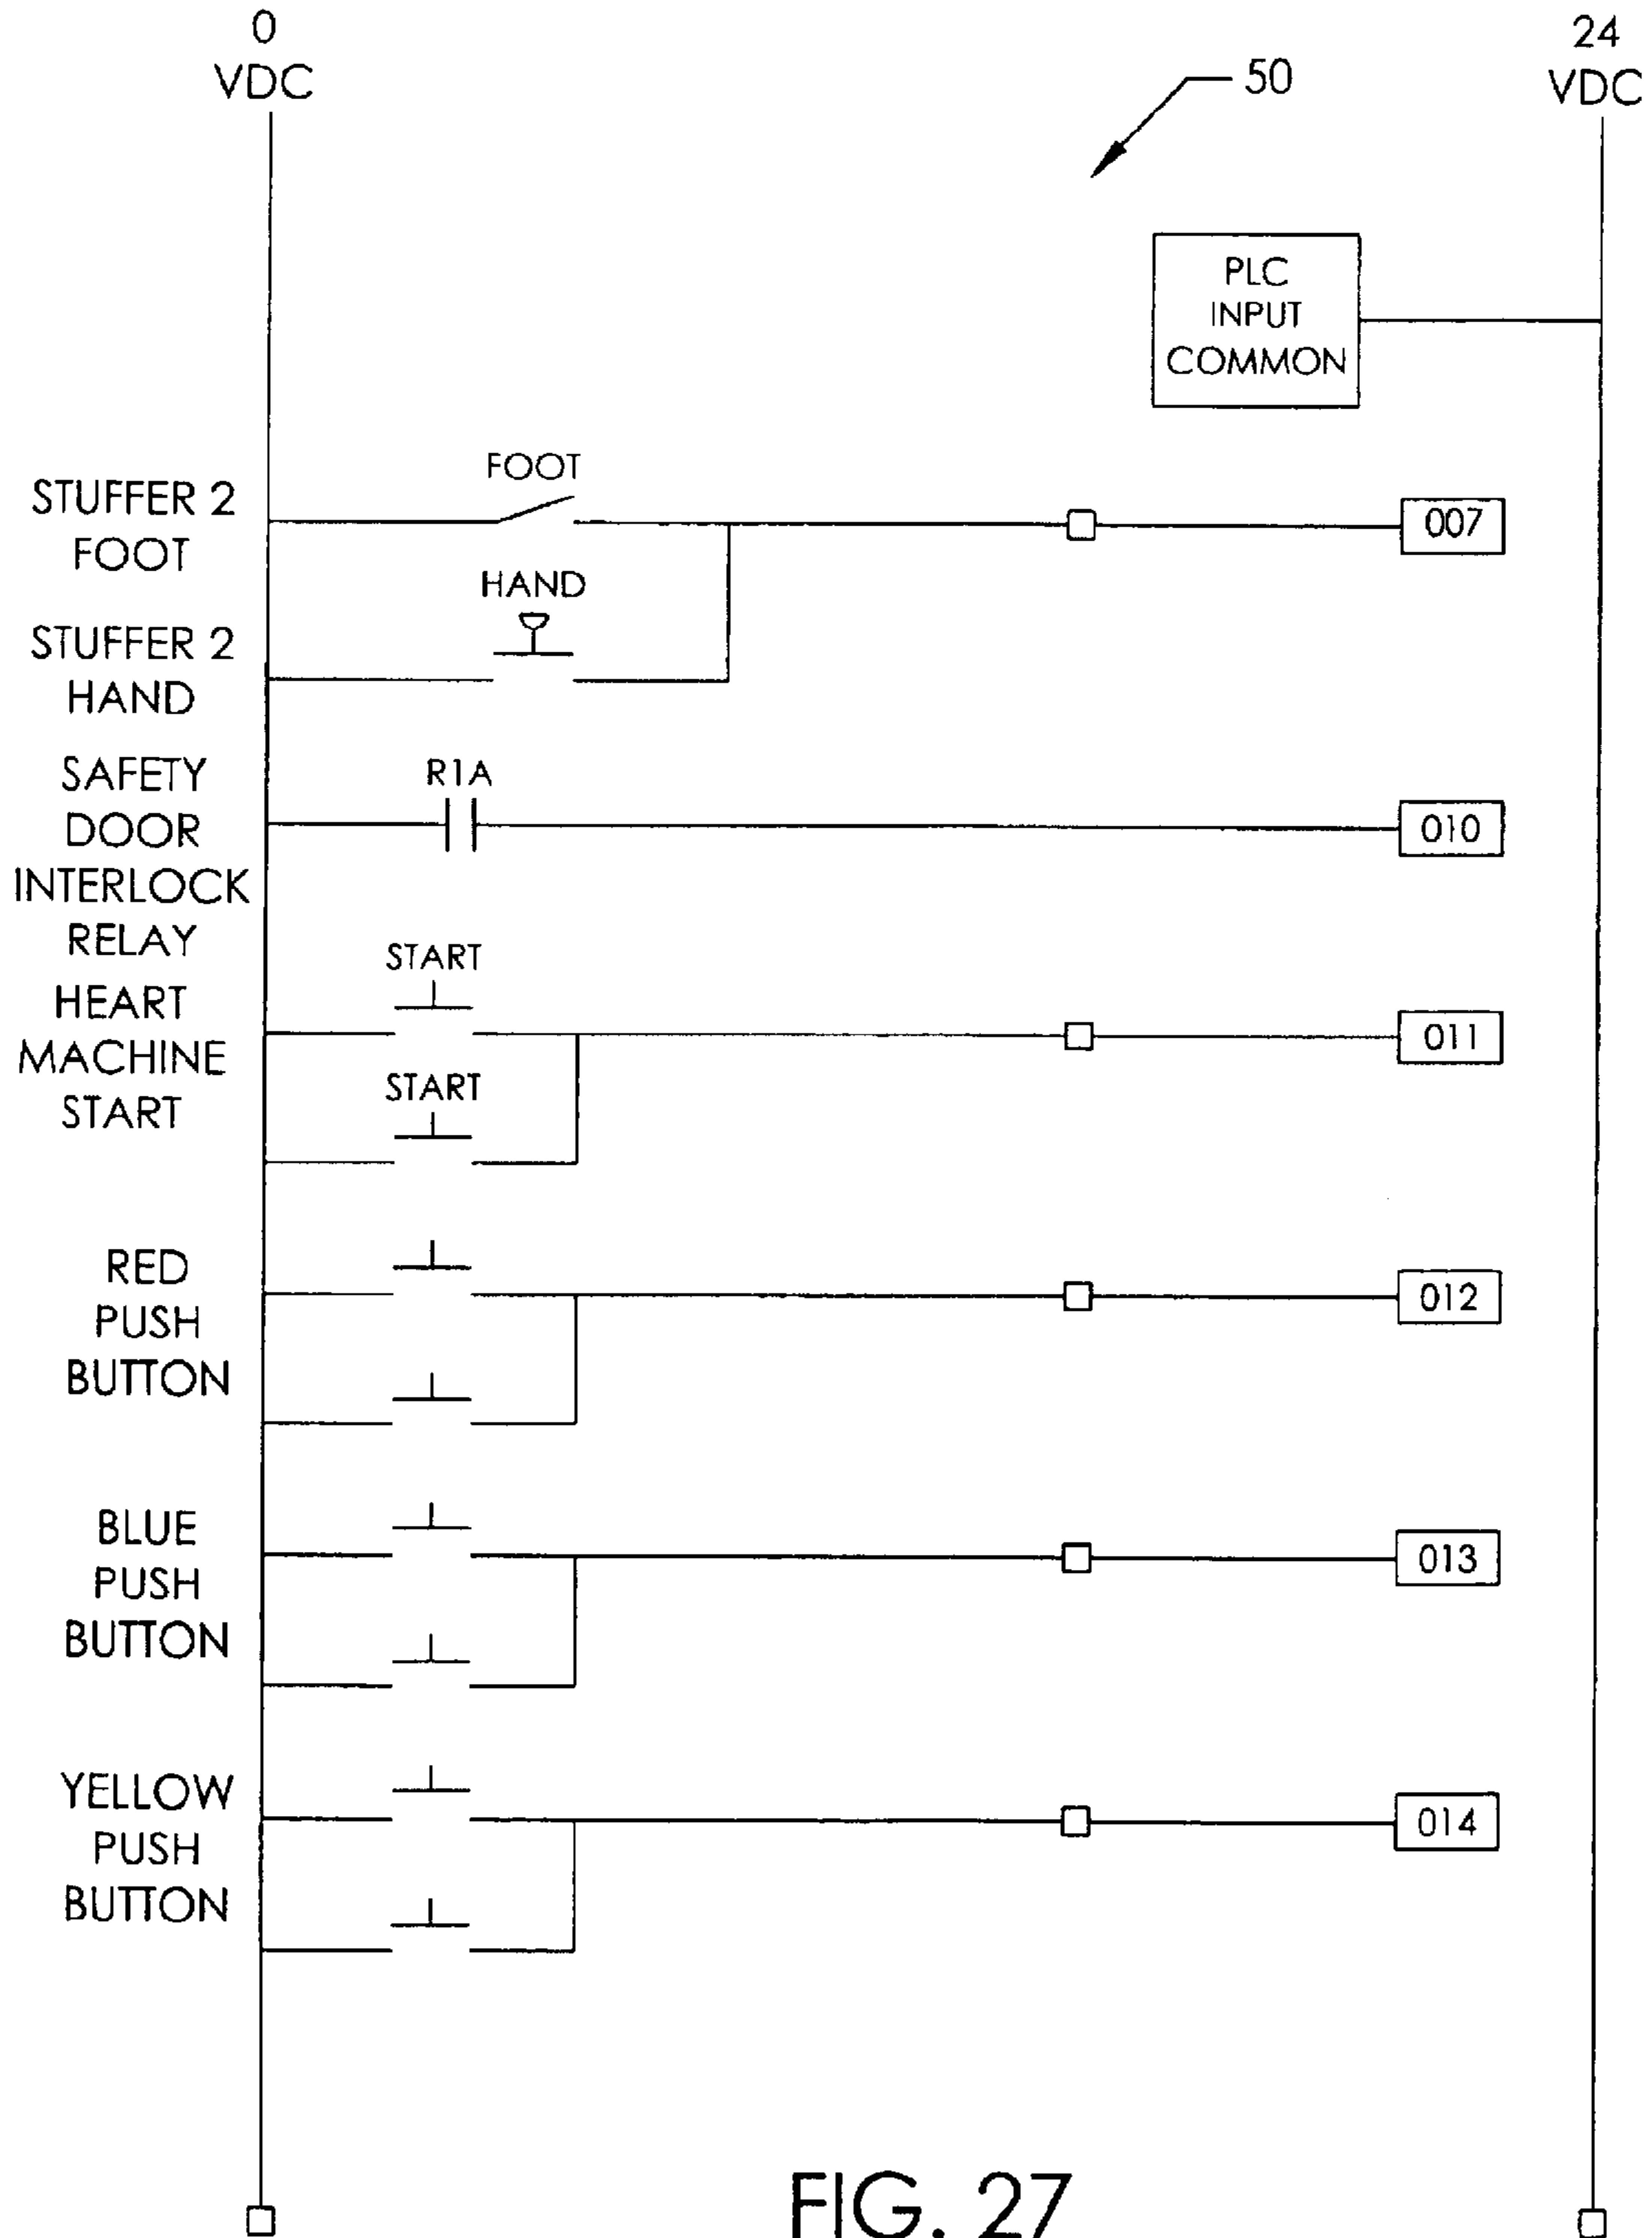 0
VDC
24
VDC
50
PLC
INPUT
COMMON
STUFFER 2
FOOT
FOOT
007
STUFFER 2
HAND
HAND
SAFETY
DOOR
INTERLOCK
RELAY
R1A
010
HEART
MACHINE
START
START
START
011
RED
PUSH
BUTTON
012
BLUE
PUSH
BUTTON
013
YELLOW
PUSH
BUTTON
014
FIG. 27